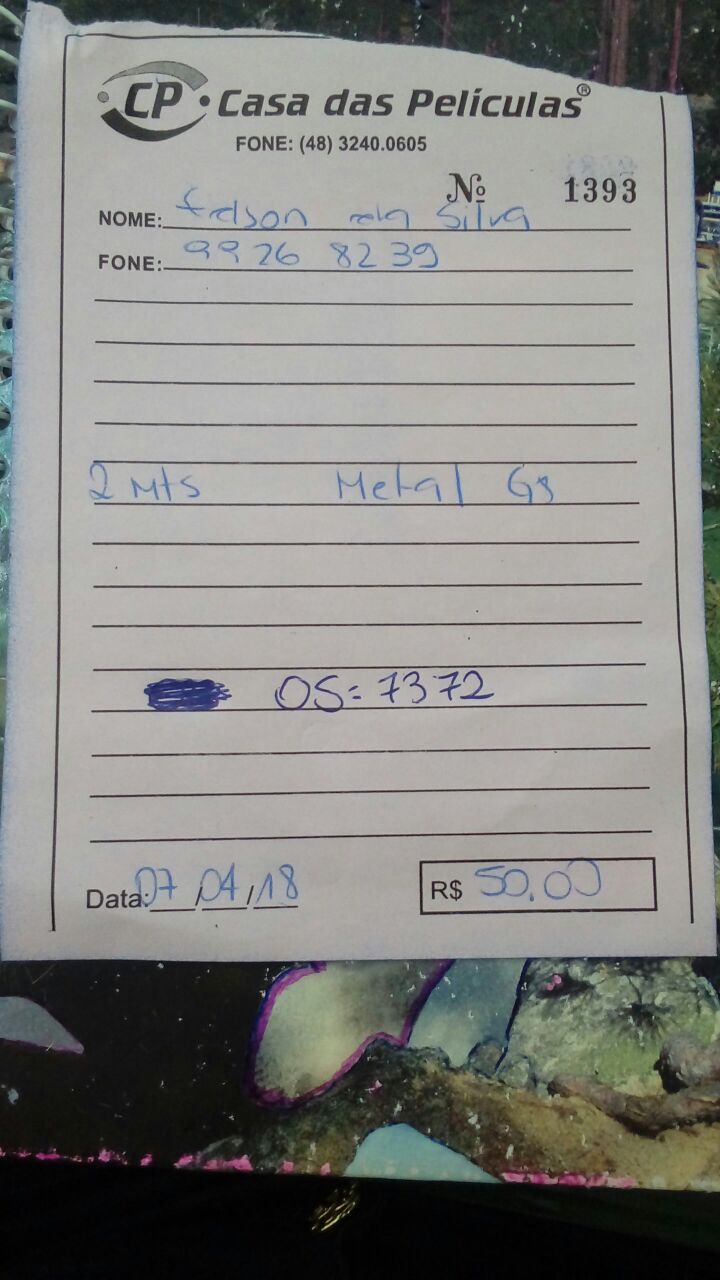 CP Casa das Películas®
FONE: (48) 3240.0605
Nº 1393
NOME: Edson da Silva
FONE: 9926 8239
2 Mts Metal G8
OS=7372
Data: 07/04/18 R$ 50.00